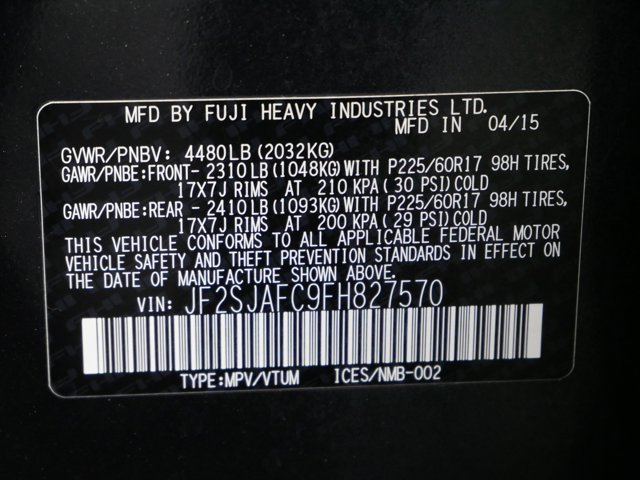 MFD BY FUJI HEAVY INDUSTRIES LTD.
MFD IN 04/15
GVWR/PNBV: 4480LB(2032KG)
GAWR/PNBE:FRONT- 2310LB(1048KG)WITH P225/60R17 98H TIRES,
17X7J RIMS AT 210 KPA(30 PSI)COLD
GAWR/PNBE:REAR - 2410LB(1093KG)WITH P225/60R17 98H TIRES,
17X7J RIMS AT 200 KPA(29 PSI)COLD
THIS VEHICLE CONFORMS TO ALL APPLICABLE FEDERAL MOTOR
VEHICLE SAFETY AND THEFT PREVENTION STANDARDS IN EFFECT ON
THE DATE OF MANUFACTURE SHOWN ABOVE.
VIN: JF2SJAFC9FH827570
TYPE:MPV/VTUM ICES/NMB-002